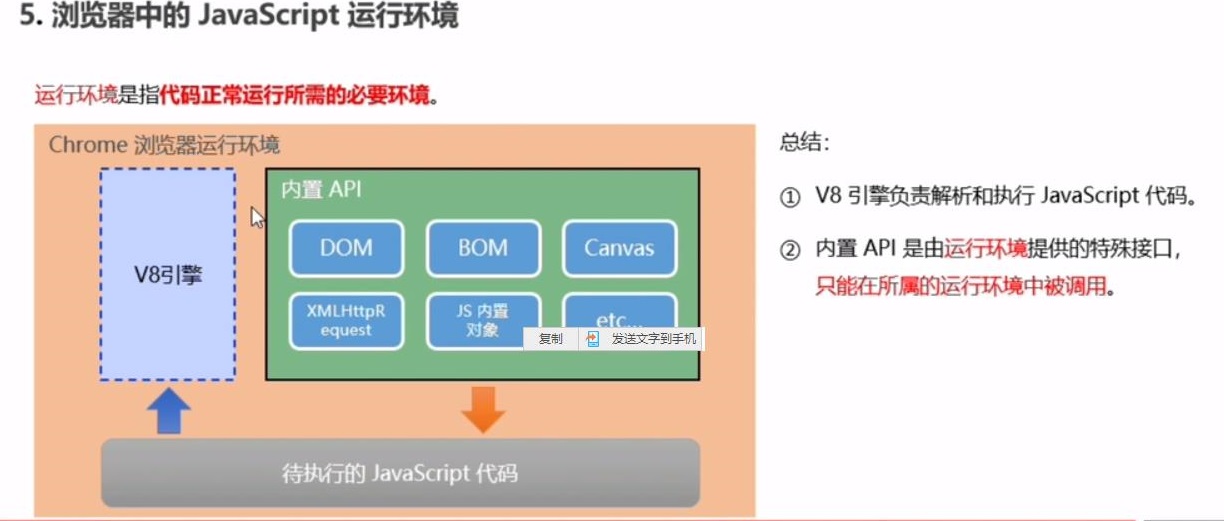 5. 浏览器中的 JavaScript 运行环境
运行环境是指代码正常运行所需的必要环境。
Chrome 浏览器运行环境
V8引擎
内置 API
DOM
BOM
Canvas
XMLHttpR
equest
JS 内置
对象
etc...
复制
发送文字到手机
待执行的 JavaScript 代码
总结：
① V8 引擎负责解析和执行 JavaScript 代码。
② 内置 API 是由运行环境提供的特殊接口，
只能在所属的运行环境中被调用。